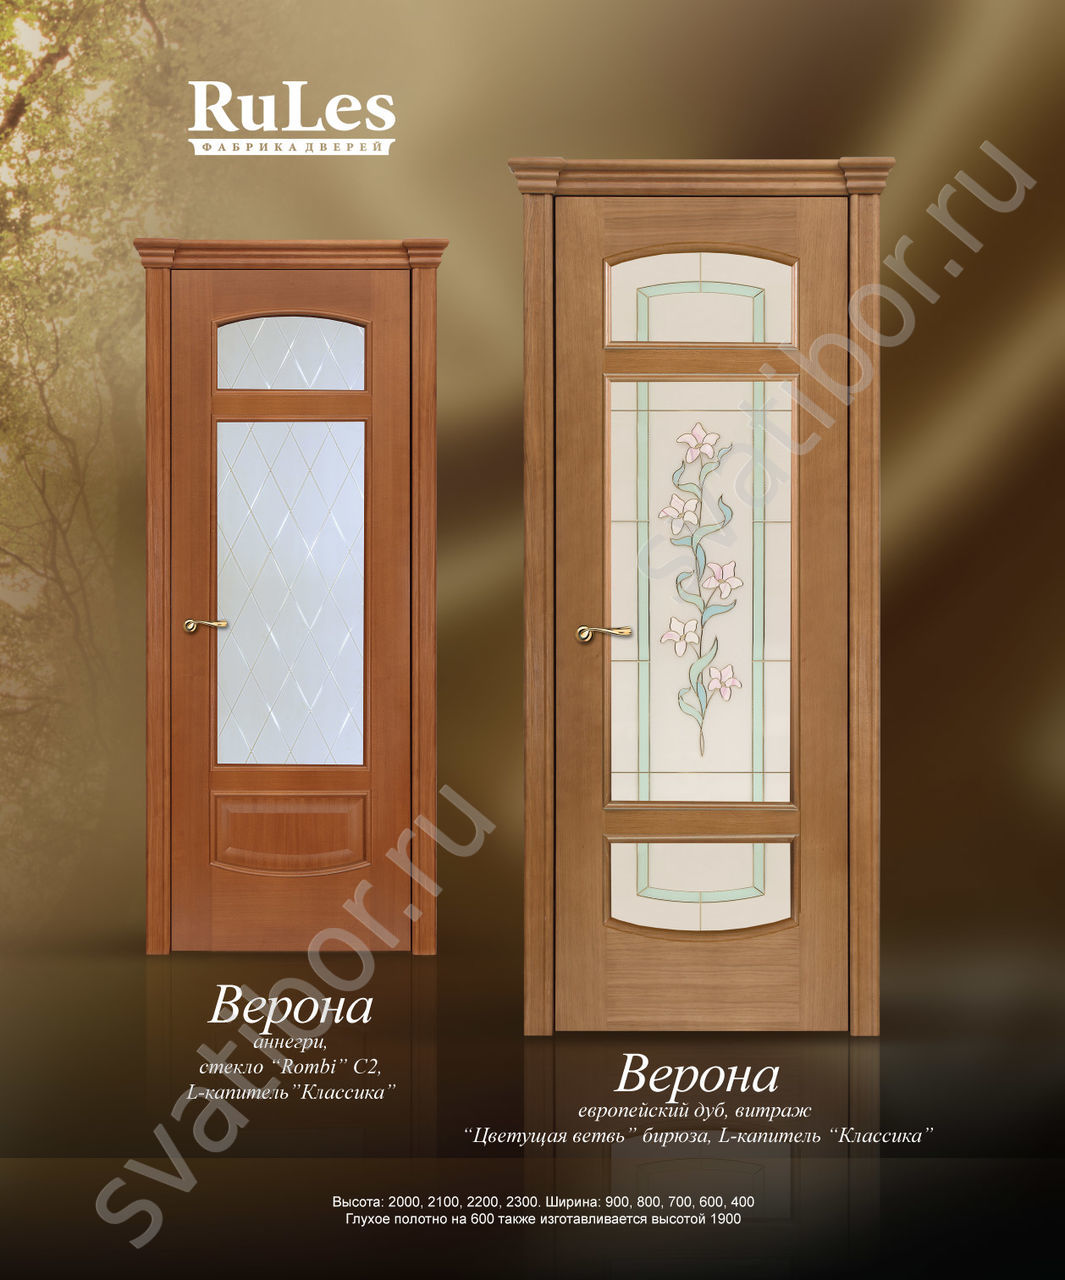 RuLes
ФАБРИКА ДВЕРЕЙ
svatibor.ru
svatibor.ru
Верона
аннегри,
стекло “Rombi” C2,
L-капитель”Классика”
Верона
европейский дуб, витраж
“Цветущая ветвь” бирюза, L-капитель “Классика”
Высота: 2000, 2100, 2200, 2300. Ширина: 900, 800, 700, 600, 400
Глухое полотно на 600 также изготавливается высотой 1900